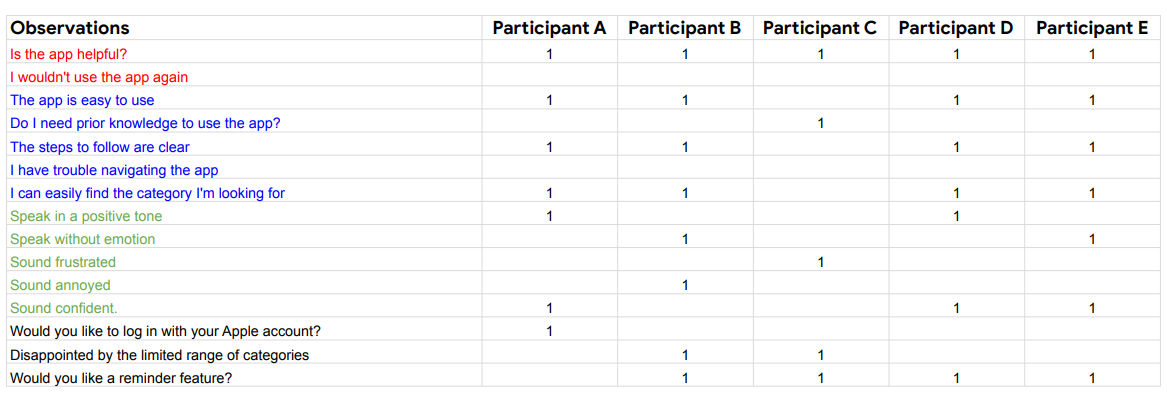 Observations Participant A Participant B Participant C Participant D Participant E
Is the app helpful? 1 1 1 1 1
I wouldn't use the app again
The app is easy to use 1 1 1 1
Do I need prior knowledge to use the app? 1
The steps to follow are clear 1 1 1 1
I have trouble navigating the app
I can easily find the category I'm looking for 1 1 1 1
Speak in a positive tone 1 1
Speak without emotion 1 1
Sound frustrated 1
Sound annoyed 1
Sound confident. 1 1 1
Would you like to log in with your Apple account? 1
Disappointed by the limited range of categories 1 1
Would you like a reminder feature? 1 1 1 1